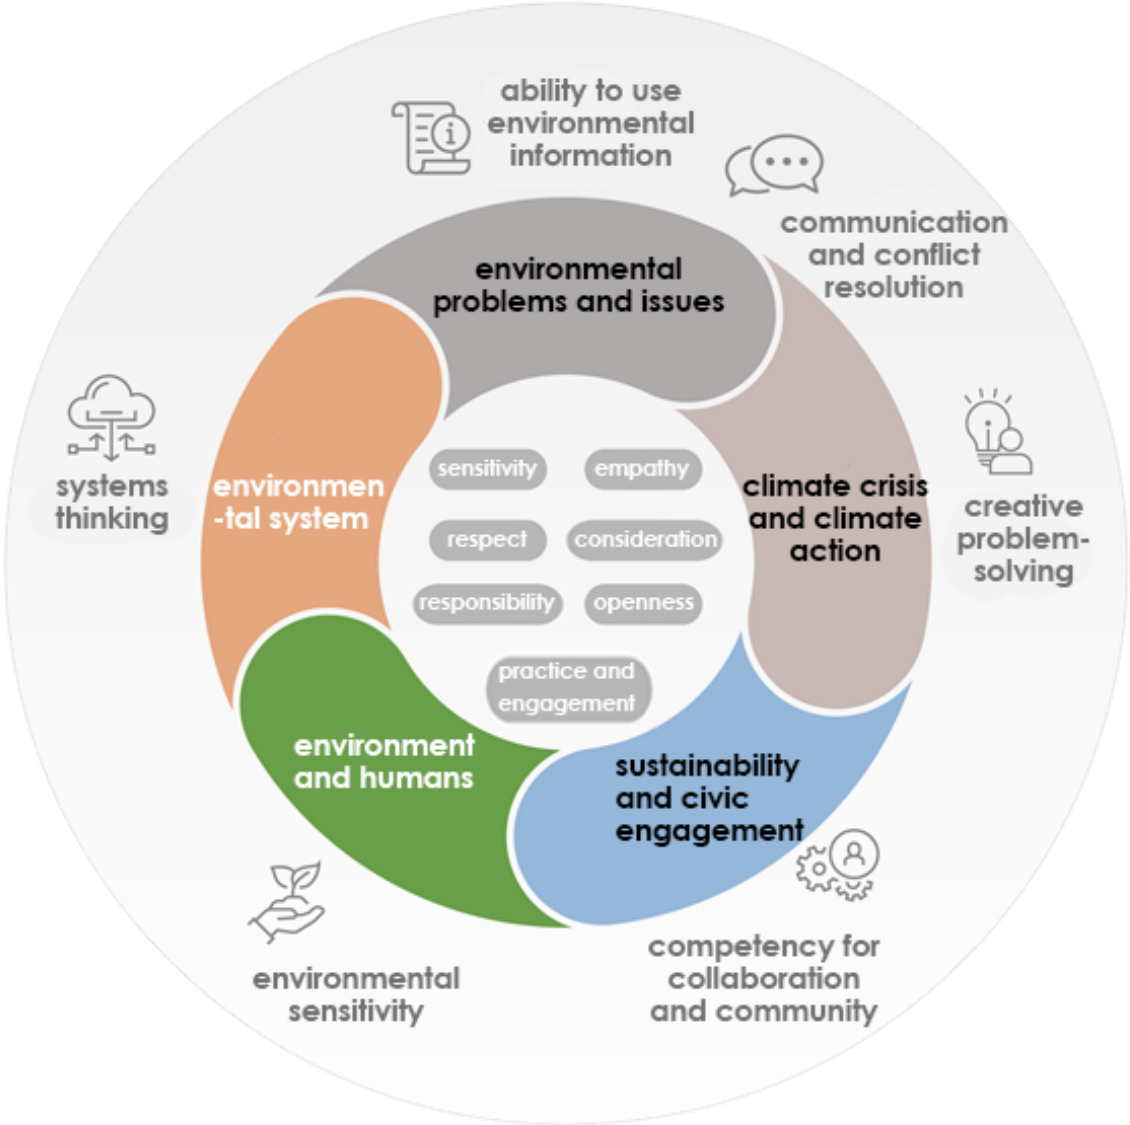 ability to use
environmental
information
communication
and conflict
resolution
environmental
problems and issues
systems
thinking
environmen
-tal system
sensitivity
empathy
respect
consideration
responsibility
openness
practice and
engagement
climate crisis
and climate
action
creative
problem-
solving
environment
and humans
sustainability
and civic
engagement
environmental
sensitivity
competency for
collaboration
and community